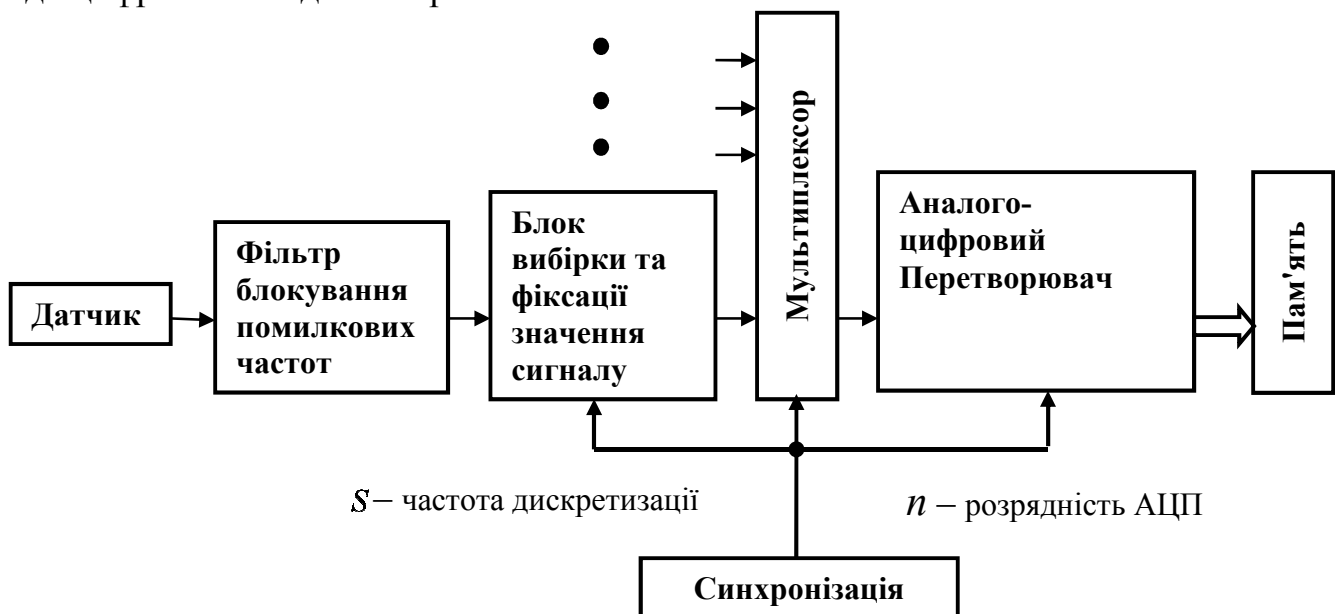 Мультиплексор
Блок
вибірки та
фіксації
значення
сигналу
Аналого-
цифровий
Перетворювач
Пам'ять
Фільтр
блокування
помилкових
частот
Датчик
s – частота дискретизації
n – розрядність АЦП
Синхронізація